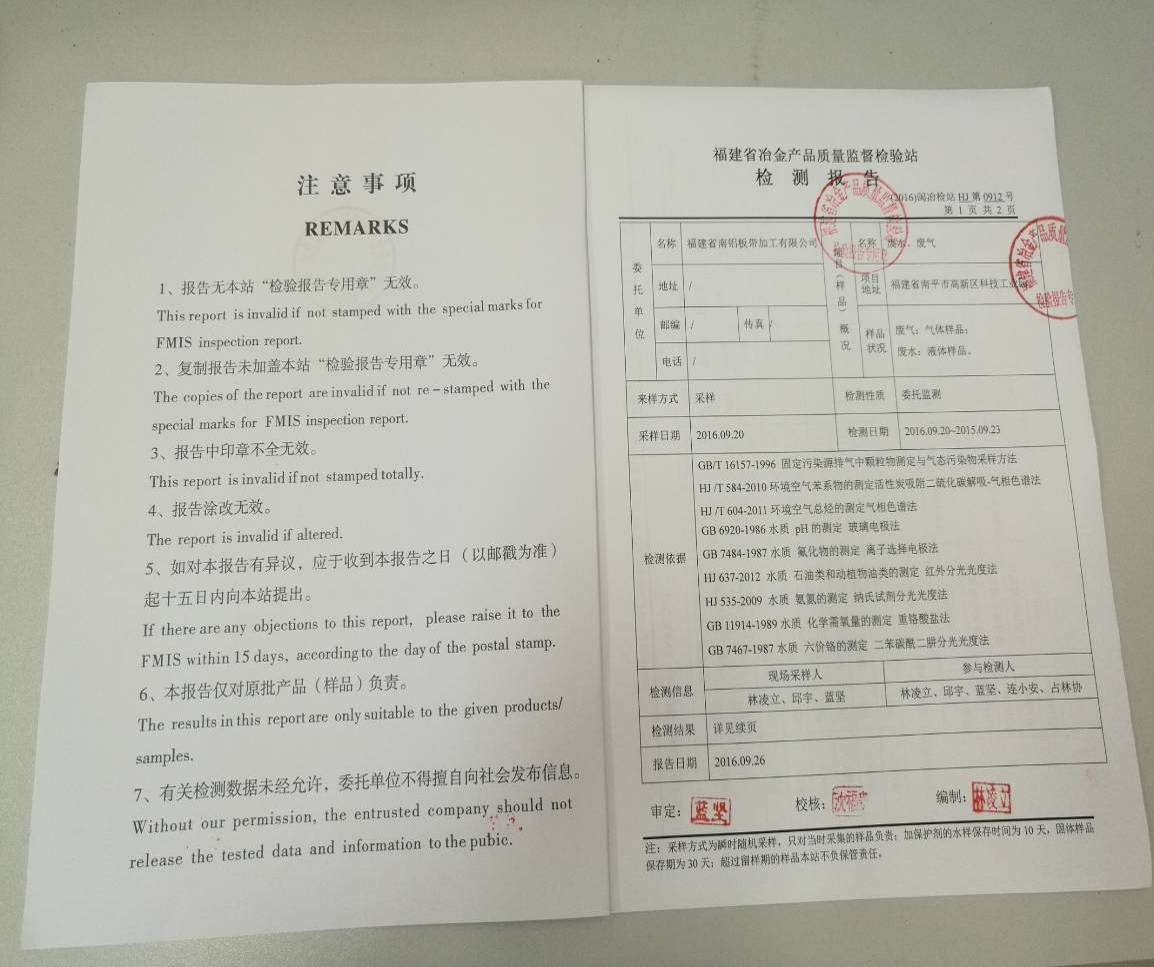 注意事项
REMARKS
1、报告无本站“检验报告专用章”无效。
This report is invalid if not stamped with the special marks for
FMIS inspection report.
2、复制报告未加盖本站“检验报告专用章”无效。
The copies of the report are invalid if not re-stamped with the
special marks for FMIS inspection report.
3、报告中印章不全无效。
This report is invalid if not stamped totally.
4、报告涂改无效。
The report is invalid if altered.
5、如对本报告有异议，应于收到本报告之日（以邮戳为准）
起十五日内向本站提出。
If there are any objections to this report, please raise it to the
FMIS within 15 days, according to the day of the postal stamp.
6、本报告仅对原批产品（样品）负责。
The results in this report are only suitable to the given products/
samples.
7、有关检测数据未经允许，委托单位不得擅自向社会发布信息。
Without our permission, the entrusted company should not
release the tested data and information to the pubic.
福建省冶金产品质量监督检验站
检测报告
(2016)闽冶检站 HJ 第 0912 号
第 1 页 共 2 页
委托单位
名称 福建省南铝板带加工有限公司
地址 /
邮编 / 传真 /
电话 /
项目（样品）概况
名称 废水、废气
项目地址 福建省南平市高新区科技工业
样品状况 废气：气体样品；
废水：液体样品。
来样方式 采样 检测性质 委托监测
采样日期 2016.09.20 检测日期 2016.09.20~2015.09.23
检测依据
GB/T 16157-1996 固定污染源排气中颗粒物测定与气态污染物采样方法
HJ /T 584-2010 环境空气苯系物的测定活性炭吸附二硫化碳解吸-气相色谱法
HJ /T 604-2011 环境空气总烃的测定气相色谱法
GB 6920-1986 水质 pH 的测定 玻璃电极法
GB 7484-1987 水质 氟化物的测定 离子选择电极法
HJ 637-2012 水质 石油类和动植物油类的测定 红外分光光度法
HJ 535-2009 水质 氨氮的测定 纳氏试剂分光光度法
GB 11914-1989 水质 化学需氧量的测定 重铬酸盐法
GB 7467-1987 水质 六价铬的测定 二苯碳酰二肼分光光度法
检测信息
现场采样人 参与检测人
林凌立、邱宇、蓝坚 林凌立、邱宇、蓝坚、连小安、占林协
检测结果 详见续页
报告日期 2016.09.26
审定：蓝坚 校核：沈福 编制：林凌立
注：采样方式为瞬时随机采样，只对当时采集的样品负责；加保护剂的水样保存时间为 10 天，固体样品
保存期为 30 天；超过留样期的样品本站不负保管责任。